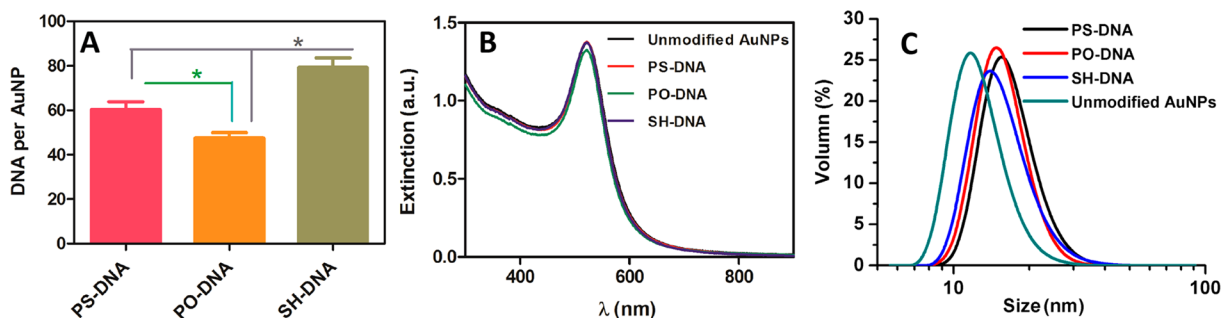 A
DNA per AuNP
100
80
60
40
20
0
*
*
PS-DNA
PO-DNA
SH-DNA
B
Extinction (a.u.)
1.5
1.0
0.5
0.0
400
600
800
λ (nm)
Unmodified AuNPs
PS-DNA
PO-DNA
SH-DNA
C
Volumn (%)
30
25
20
15
10
5
0
10
100
Size (nm)
PS-DNA
PO-DNA
SH-DNA
Unmodified AuNPs